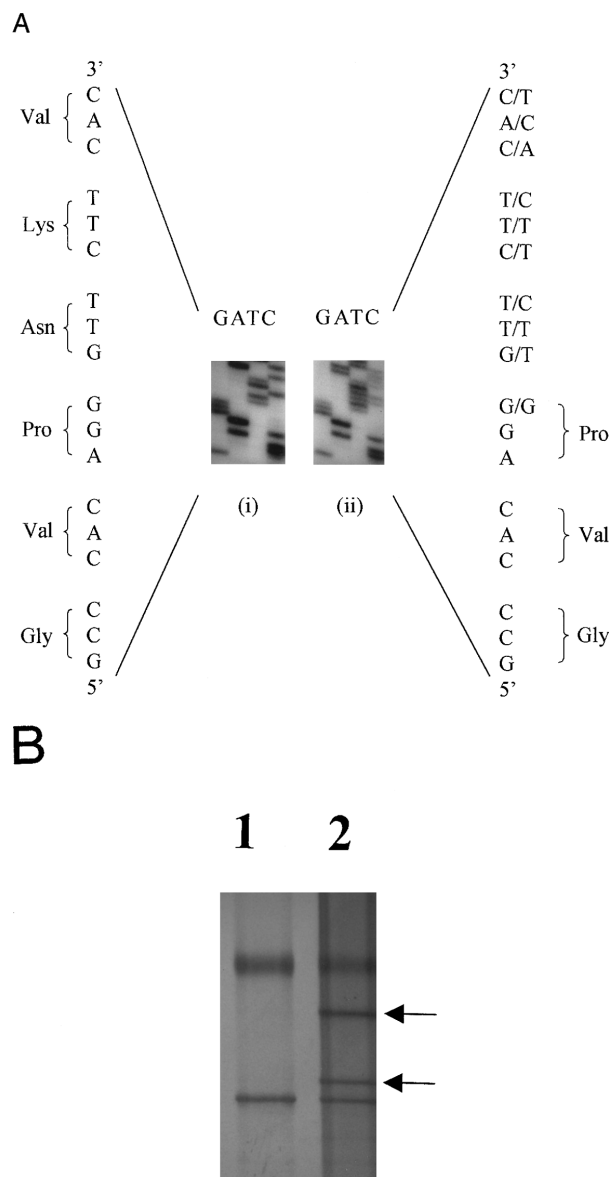 A
3’
Val
C
A
C
Lys
T
T
C
Asn
T
T
G
Pro
G
G
A
Val
C
A
C
Gly
C
C
G
5’
GATC
GATC
(i)
(ii)
3’
C/T
A/C
C/A
T/C
T/T
C/T
T/C
T/T
G/T
G/G
G
A
Pro
C
A
C
Val
C
C
G
Gly
5’
B
1
2